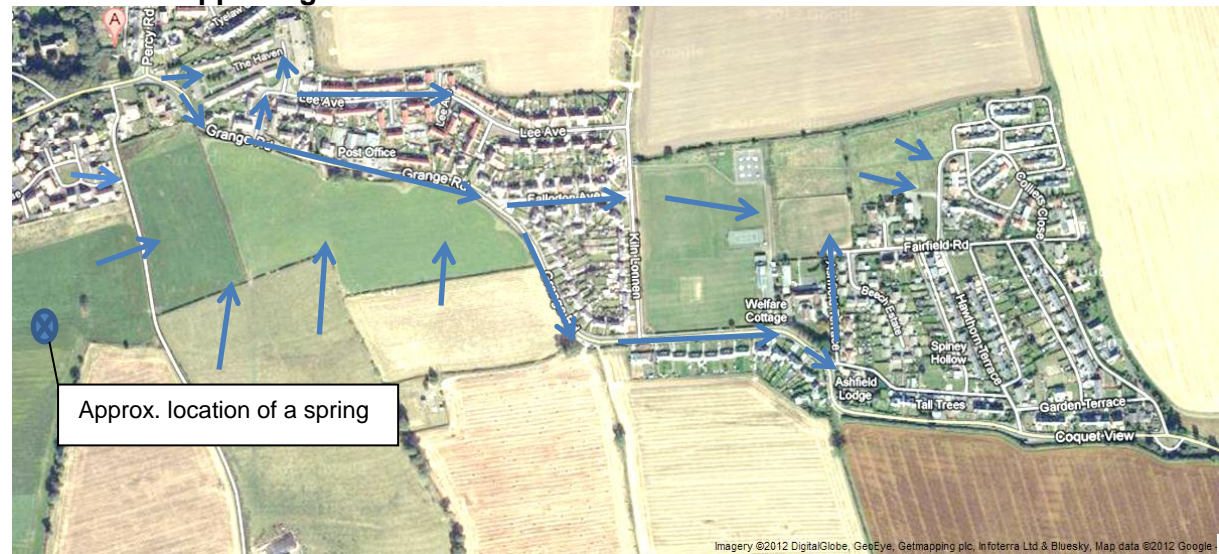 A
Percy Rd
Tyelaw
The Haven
Lee Ave
Lee A
Lee Ave
Grange Rd
Post Office
Grange Rd
Fallodon Ave
Kiln Lonnen
Colliers Close
Fairfield Rd
Welfare
Cottage
Beech Estate
Hawthorn Terrace
Spiney
Hollow
Ashfield
Lodge
Tall Trees
Garden Terrace
Coquet View
Approx. location of a spring
Imagery ©2012 DigitalGlobe, GeoEye, Getmapping plc, Infoterra Ltd & Bluesky, Map data ©2012 Google -